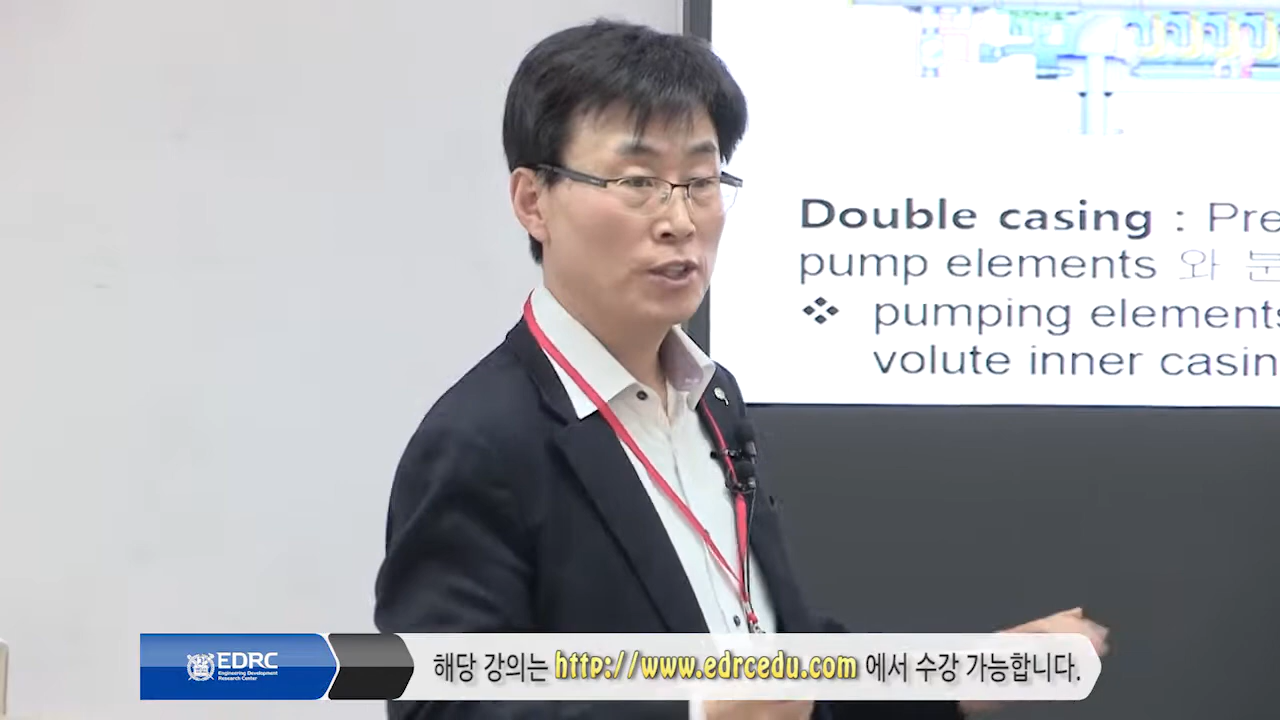 Double casing : Pre
pump elements 와
❖ pumping elements
volute inner casin
EDRC
Engineering Development
Research Center
해당 강의는 http://www.edrcedu.com 에서 수강 가능합니다.